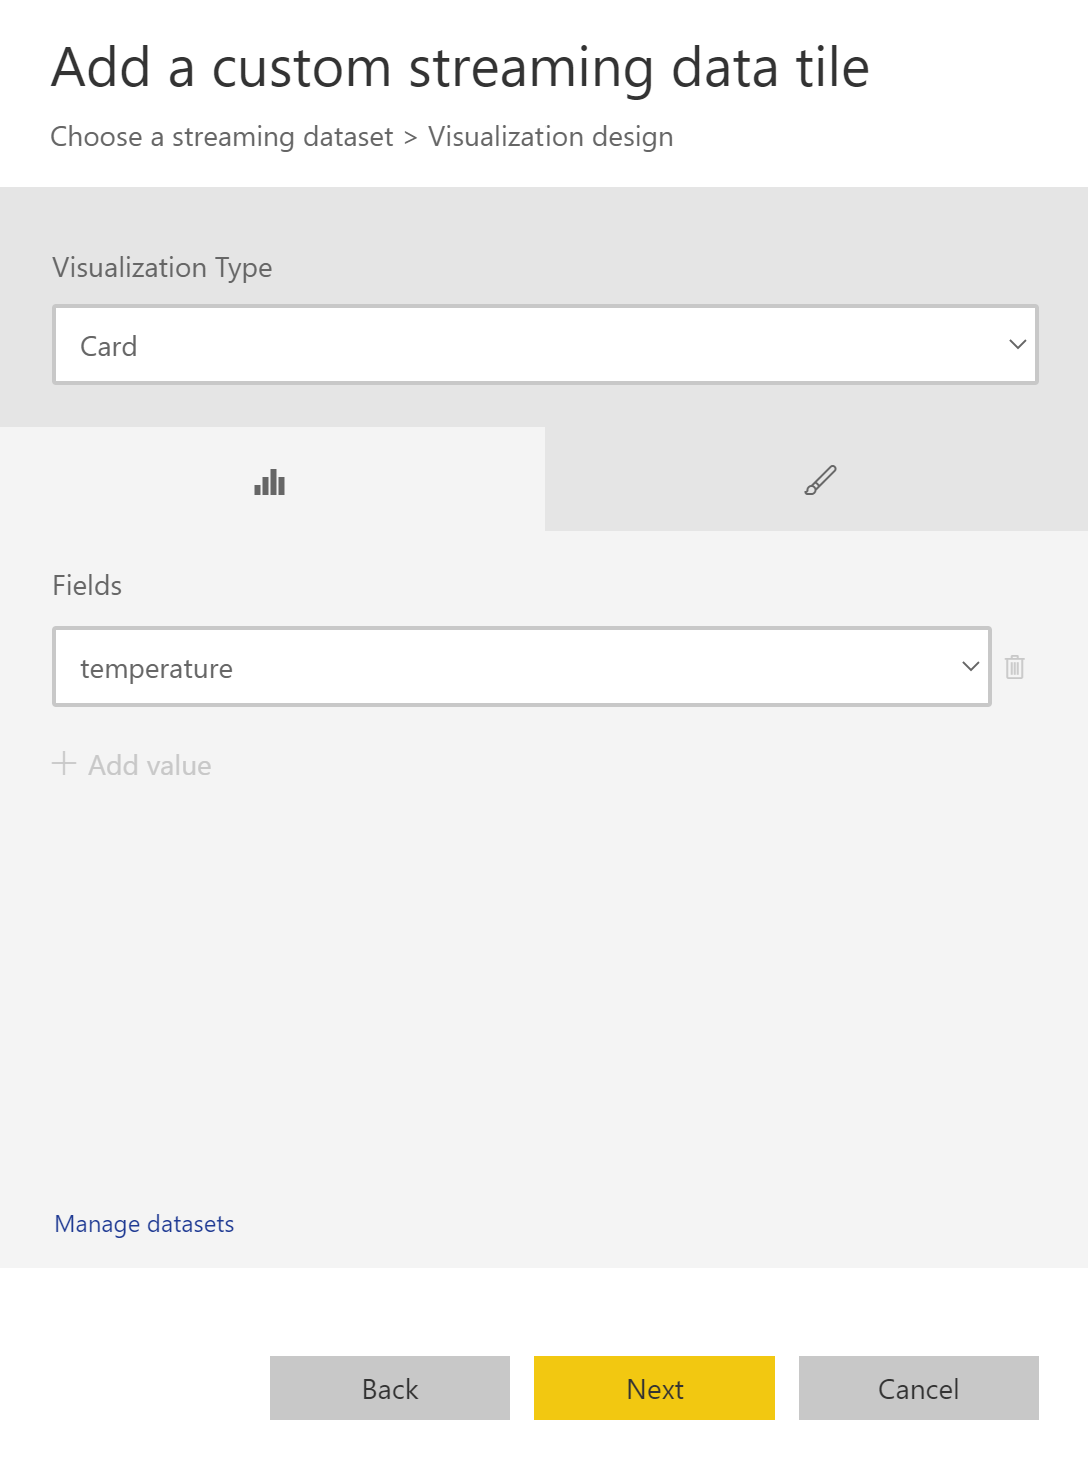 Add a custom streaming data tile
Choose a streaming dataset > Visualization design
Visualization Type
Card
Fields
temperature
+ Add value
Manage datasets
Back
Next
Cancel